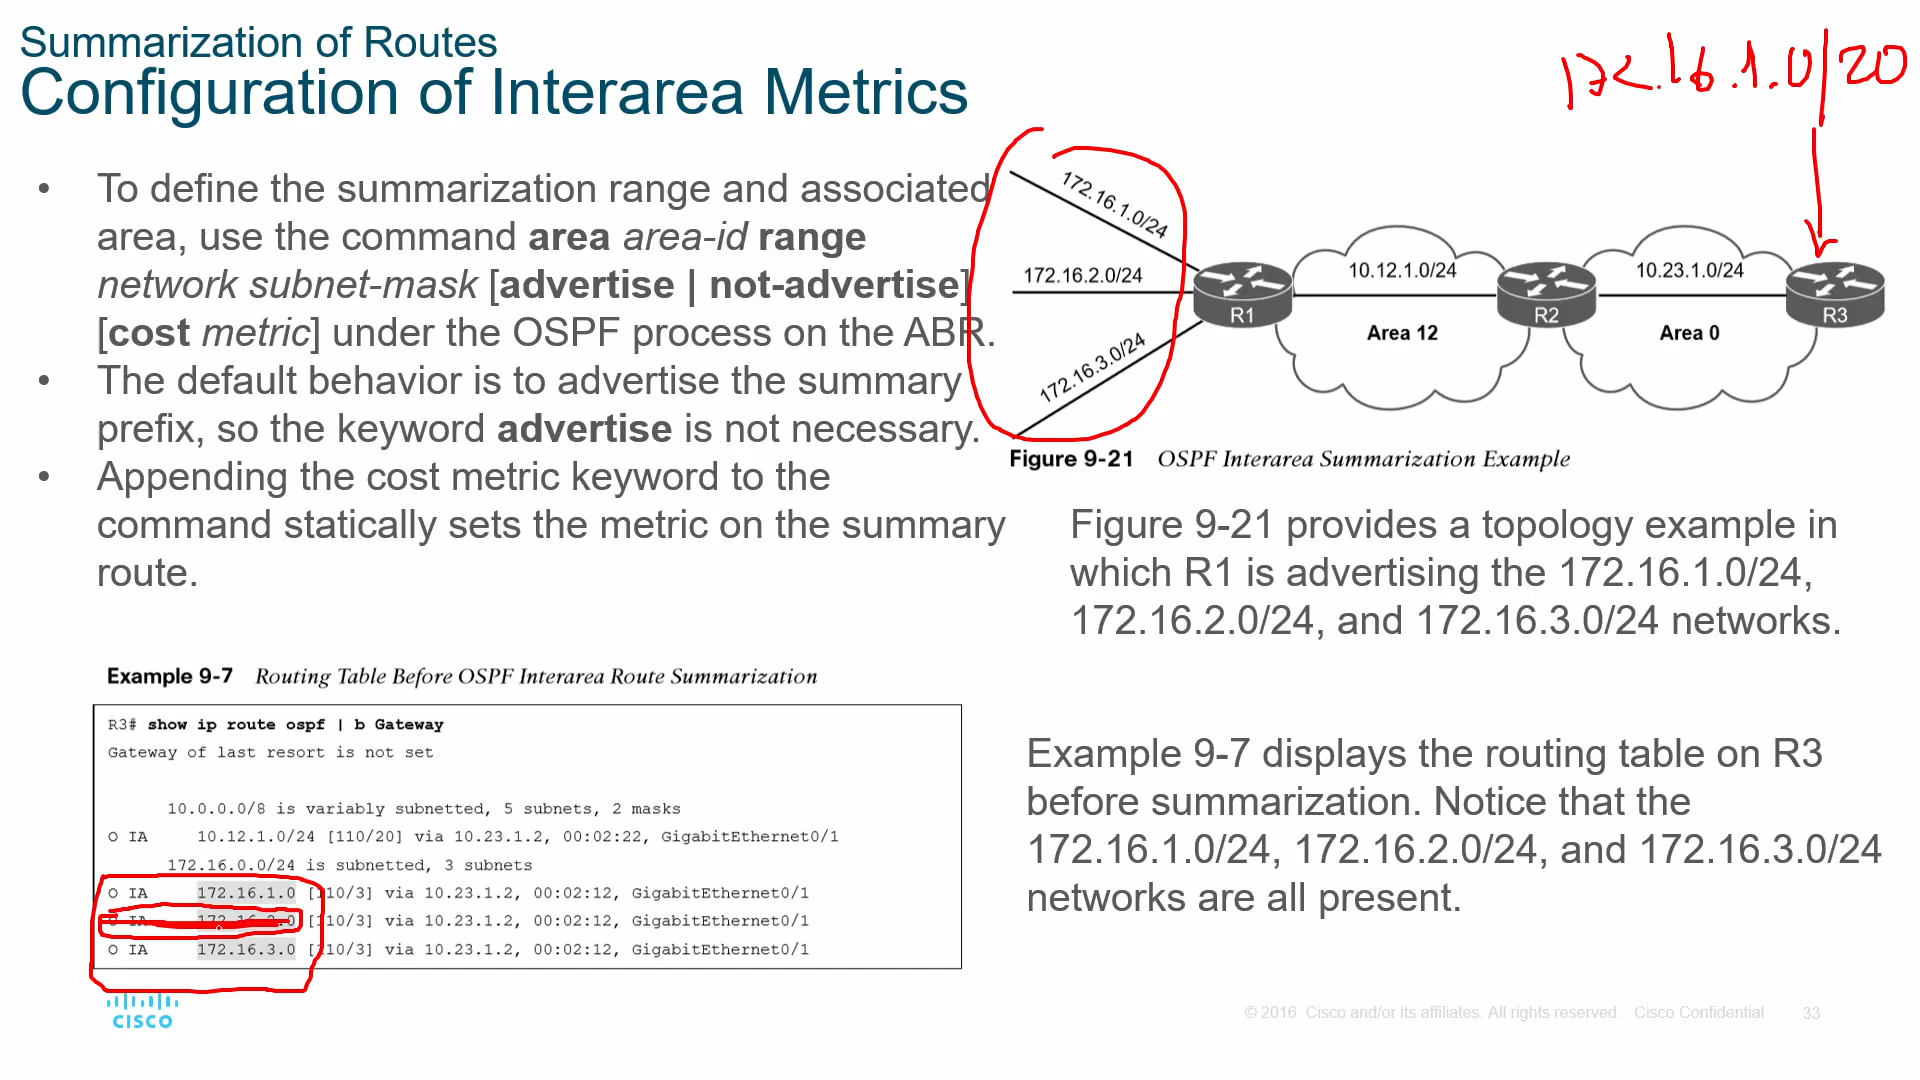 Summarization of Routes
Configuration of Interarea Metrics
172.16.1.0/20
• To define the summarization range and associated
area, use the command area area-id range
network subnet-mask [advertise | not-advertise]
[cost metric] under the OSPF process on the ABR.
• The default behavior is to advertise the summary
prefix, so the keyword advertise is not necessary.
• Appending the cost metric keyword to the
command statically sets the metric on the summary
route.
172.16.1.0/24
172.16.2.0/24
172.16.3.0/24
R1
10.12.1.0/24
Area 12
R2
10.23.1.0/24
Area 0
R3
Figure 9-21 OSPF Interarea Summarization Example
Figure 9-21 provides a topology example in
which R1 is advertising the 172.16.1.0/24,
172.16.2.0/24, and 172.16.3.0/24 networks.
Example 9-7 Routing Table Before OSPF Interarea Route Summarization
R3# show ip route ospf | b Gateway
Gateway of last resort is not set
10.0.0.0/8 is variably subnetted, 5 subnets, 2 masks
O IA 10.12.1.0/24 [110/20] via 10.23.1.2, 00:02:22, GigabitEthernet0/1
172.16.0.0/24 is subnetted, 3 subnets
O IA 172.16.1.0 [110/3] via 10.23.1.2, 00:02:12, GigabitEthernet0/1
O IA 172.16.2.0 [110/3] via 10.23.1.2, 00:02:12, GigabitEthernet0/1
O IA 172.16.3.0 [110/3] via 10.23.1.2, 00:02:12, GigabitEthernet0/1
Example 9-7 displays the routing table on R3
before summarization. Notice that the
172.16.1.0/24, 172.16.2.0/24, and 172.16.3.0/24
networks are all present.
CISCO
© 2016 Cisco and/or its affiliates. All rights reserved. Cisco Confidential 33